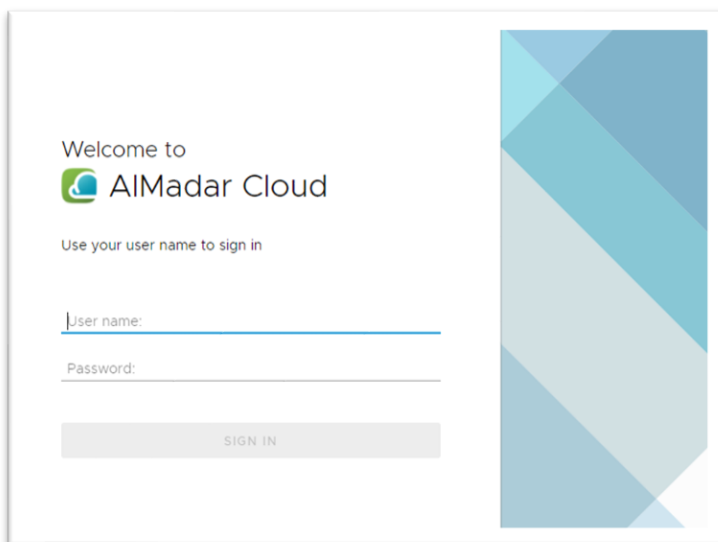 Welcome to
AlMadar Cloud
Use your user name to sign in
User name:
Password:
SIGN IN